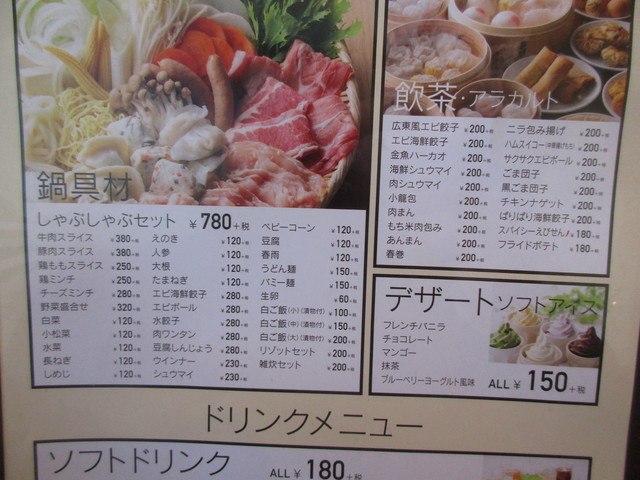 鍋具材
しゃぶしゃぶセット ¥780+税
牛肉スライス ¥380+税
豚肉スライス ¥380+税
鶏ももスライス ¥250+税
鶏ミンチ ¥250+税
チーズミンチ ¥280+税
野菜盛合せ ¥320+税
白菜 ¥120+税
小松菜 ¥120+税
水菜 ¥120+税
長ねぎ ¥120+税
しめじ ¥120+税
えのき ¥120+税
人参 ¥120+税
大根 ¥120+税
たまねぎ ¥120+税
エビ海鮮餃子 ¥280+税
エビボール ¥280+税
水餃子 ¥280+税
肉ワンタン ¥280+税
豆腐しんじょう ¥280+税
ウインナー ¥230+税
シュウマイ ¥230+税
ベビーコーン ¥120+税
豆腐 ¥120+税
春雨 ¥120+税
うどん麺 ¥150+税
バミー麺 ¥150+税
生卵 ¥60+税
白ご飯(小)(漬物付) ¥100+税
白ご飯(中)(漬物付) ¥150+税
白ご飯(大)(漬物付) ¥200+税
リゾットセット ¥200+税
雑炊セット ¥200+税
飲茶・アラカルト
広東風エビ餃子 ¥200+税
エビ海鮮餃子 ¥200+税
金魚ハーカオ ¥200+税
海鮮シュウマイ ¥200+税
肉シュウマイ ¥200+税
小籠包 ¥200+税
肉まん ¥200+税
もち米肉包み ¥200+税
あんまん ¥200+税
春巻 ¥200+税
ニラ包み揚げ ¥200+税
ハムスイコー ¥200+税
サクサクエビボール ¥200+税
ごま団子 ¥200+税
黒ごま団子 ¥200+税
チキンナゲット ¥200+税
ぱりぱり海鮮餃子 ¥200+税
スパイシーえびせん ¥180+税
フライドポテト ¥180+税
デザート ソフトアイス
フレンチバニラ
チョコレート
マンゴー
抹茶
ブルーベリーヨーグルト風味 ALL ¥150+税
ドリンクメニュー
ソフトドリンク ALL ¥180+税